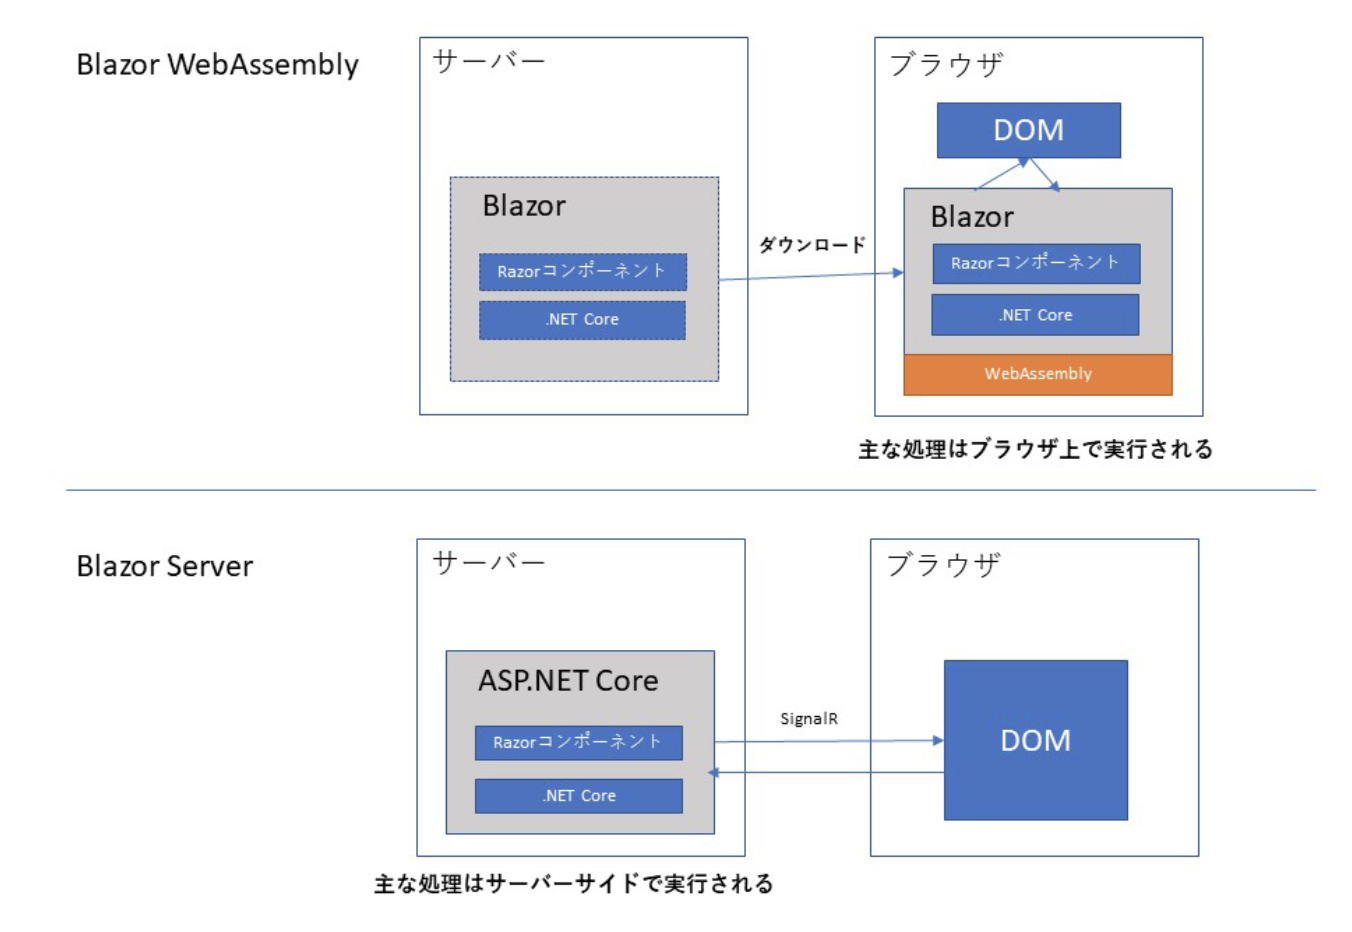 Blazor WebAssembly
サーバー
Blazor
Razorコンポーネント
.NET Core
ダウンロード
ブラウザ
DOM
Blazor
Razorコンポーネント
.NET Core
WebAssembly
主な処理はブラウザ上で実行される
Blazor Server
サーバー
ASP.NET Core
Razorコンポーネント
.NET Core
SignalR
ブラウザ
DOM
主な処理はサーバーサイドで実行される